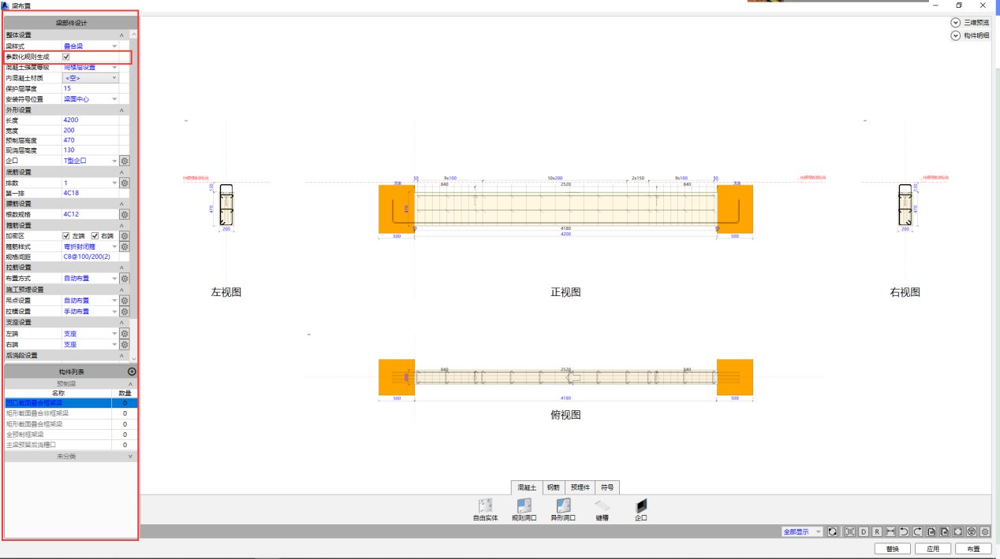 梁布置
三维预览
构件明细
梁部件设计
整体设置
梁样式 叠合梁
参数化规则生成
混凝土强度等级 同楼层设置
内混凝土材质 <空>
保护层厚度 15
安装符号位置 梁面中心
外形设置
长度 4200
宽度 200
预制层高度 470
现浇层高度 130
企口 T型企口
底筋设置
排数 1
第一排 4C18
腰筋设置
根数规格 4C12
箍筋设置
加密区 左端 右端
箍筋样式 弯折封闭箍
规格间距 C8@100/200(2)
拉筋设置
布置方式 自动布置
施工预埋设置
吊点设置 自动布置
拉模设置 手动布置
支座设置
左端 支座
右端 支座
后浇段设置
构件列表
预制梁
名称 数量
凹口截面叠合框架梁 0
矩形截面叠合非框架梁 0
矩形截面叠合框架梁 0
全预制框架梁 0
主梁预留后浇槽口 0
未分类
130
470
200
左视图
50 9x100 10x200 2x150 9x100 50
支座 840 2520 840 支座
470
4180
500 4200 500
正视图
130
470
200
右视图
840 2520 840
200
500 4180 500
俯视图
混凝土 钢筋 预埋件 符号
自由实体 规则洞口 异形洞口 键槽 企口
全部显示
D R
替换 应用 布置